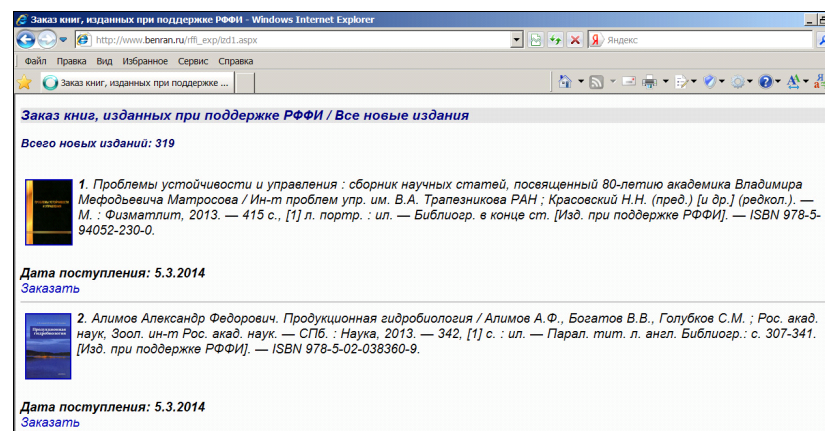 Заказ книг, изданных при поддержке РФФИ - Windows Internet Explorer
http://www.benran.ru/rffi_exp/izd1.aspx
Яндекс
Файл Правка Вид Избранное Сервис Справка
Заказ книг, изданных при поддержке ...
Заказ книг, изданных при поддержке РФФИ / Все новые издания
Всего новых изданий: 319
1. Проблемы устойчивости и управления : сборник научных статей, посвященный 80-летию академика Владимира
Мефодьевича Матросова / Ин-т проблем упр. им. В.А. Трапезникова РАН ; Красовский Н.Н. (пред.) [и др.] (редкол.). —
М. : Физматлит, 2013. — 415 с., [1] л. портр. : ил. — Библиогр. в конце ст. [Изд. при поддержке РФФИ]. — ISBN 978-5-
94052-230-0.
Дата поступления: 5.3.2014
Заказать
Продукционная
гидробиология
2. Алимов Александр Федорович. Продукционная гидробиология / Алимов А.Ф., Богатов В.В., Голубков С.М. ; Рос. акад.
наук, Зоол. ин-т Рос. акад. наук. — СПб. : Наука, 2013. — 342, [1] с. : ил. — Парал. тит. л. англ. Библиогр.: с. 307-341.
[Изд. при поддержке РФФИ]. — ISBN 978-5-02-038360-9.
Дата поступления: 5.3.2014
Заказать